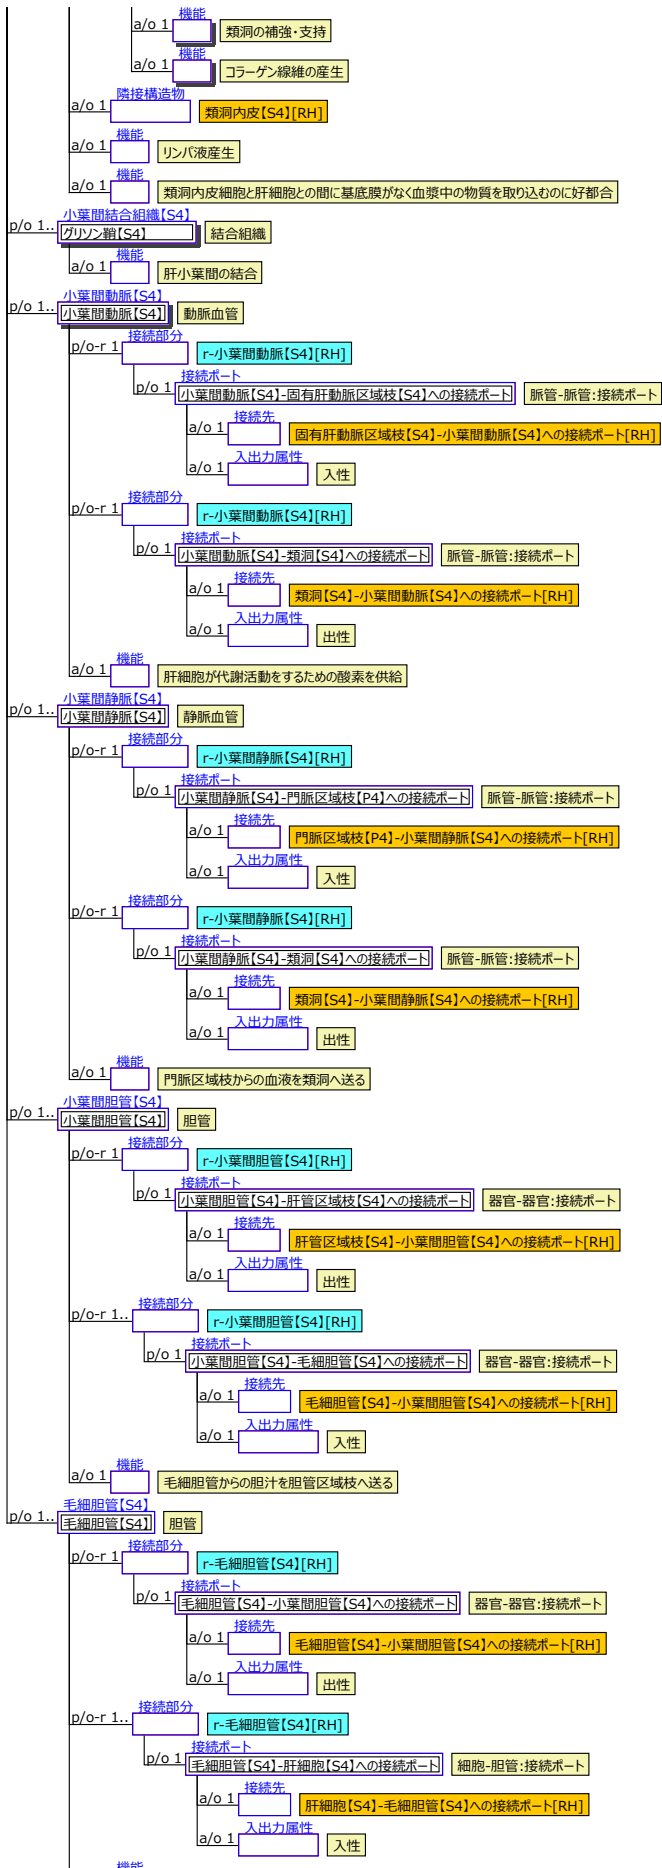 機能
a/o 1 類洞の補強・支持
機能
a/o 1 コラーゲン線維の産生
隣接構造物
a/o 1 類洞内皮【S4】[RH]
機能
a/o 1 リンパ液産生
機能
a/o 1 類洞内皮細胞と肝細胞との間に基底膜がなく血漿中の物質を取り込むのに好都合
小葉間結合組織【S4】
p/o 1.. グリソン鞘【S4】 結合組織
機能
a/o 1 肝小葉間の結合
小葉間動脈【S4】
p/o 1.. 小葉間動脈【S4】 動脈血管
接続部分
p/o-r 1 r-小葉間動脈【S4】[RH]
接続ポート
p/o 1 小葉間動脈【S4】-固有肝動脈区域枝【S4】への接続ポート 脈管-脈管:接続ポート
接続先
a/o 1 固有肝動脈区域枝【S4】-小葉間動脈【S4】への接続ポート[RH]
入出力属性
a/o 1 入性
接続部分
p/o-r 1 r-小葉間動脈【S4】[RH]
接続ポート
p/o 1 小葉間動脈【S4】-類洞【S4】への接続ポート 脈管-脈管:接続ポート
接続先
a/o 1 類洞【S4】-小葉間動脈【S4】への接続ポート[RH]
入出力属性
a/o 1 出性
機能
a/o 1 肝細胞が代謝活動をするための酸素を供給
小葉間静脈【S4】
p/o 1.. 小葉間静脈【S4】 静脈血管
接続部分
p/o-r 1 r-小葉間静脈【S4】[RH]
接続ポート
p/o 1 小葉間静脈【S4】-門脈区域枝【P4】への接続ポート 脈管-脈管:接続ポート
接続先
a/o 1 門脈区域枝【P4】-小葉間静脈【S4】への接続ポート[RH]
入出力属性
a/o 1 入性
接続部分
p/o-r 1 r-小葉間静脈【S4】[RH]
接続ポート
p/o 1 小葉間静脈【S4】-類洞【S4】への接続ポート 脈管-脈管:接続ポート
接続先
a/o 1 類洞【S4】-小葉間静脈【S4】への接続ポート[RH]
入出力属性
a/o 1 出性
機能
a/o 1 門脈区域枝からの血液を類洞へ送る
小葉間胆管【S4】
p/o 1.. 小葉間胆管【S4】 胆管
接続部分
p/o-r 1 r-小葉間胆管【S4】[RH]
接続ポート
p/o 1 小葉間胆管【S4】-肝管区域枝【S4】への接続ポート 器官-器官:接続ポート
接続先
a/o 1 肝管区域枝【S4】-小葉間胆管【S4】への接続ポート[RH]
入出力属性
a/o 1 出性
接続部分
p/o-r 1.. r-小葉間胆管【S4】[RH]
接続ポート
p/o 1 小葉間胆管【S4】-毛細胆管【S4】への接続ポート 器官-器官:接続ポート
接続先
a/o 1 毛細胆管【S4】-小葉間胆管【S4】への接続ポート[RH]
入出力属性
a/o 1 入性
機能
a/o 1 毛細胆管からの胆汁を胆管区域枝へ送る
毛細胆管【S4】
p/o 1.. 毛細胆管【S4】 胆管
接続部分
p/o-r 1 r-毛細胆管【S4】[RH]
接続ポート
p/o 1 毛細胆管【S4】-小葉間胆管【S4】への接続ポート 器官-器官:接続ポート
接続先
a/o 1 毛細胆管【S4】-小葉間胆管【S4】への接続ポート[RH]
入出力属性
a/o 1 出性
接続部分
p/o-r 1.. r-毛細胆管【S4】[RH]
接続ポート
p/o 1 毛細胆管【S4】-肝細胞【S4】への接続ポート 細胞-胆管:接続ポート
接続先
a/o 1 肝細胞【S4】-毛細胆管【S4】への接続ポート[RH]
入出力属性
a/o 1 入性
機能